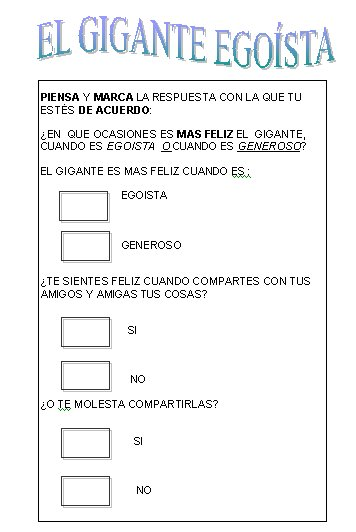 EL GIGANTE EGOÍSTA
PIENSA Y MARCA LA RESPUESTA CON LA QUE TU
ESTÉS DE ACUERDO:
¿EN QUE OCASIONES ES MAS FELIZ EL GIGANTE,
CUANDO ES EGOISTA O CUANDO ES GENEROSO?
EL GIGANTE ES MAS FELIZ CUANDO ES:
EGOISTA
GENEROSO
¿TE SIENTES FELIZ CUANDO COMPARTES CON TUS
AMIGOS Y AMIGAS TUS COSAS?
SI
NO
¿O TE MOLESTA COMPARTIRLAS?
SI
NO